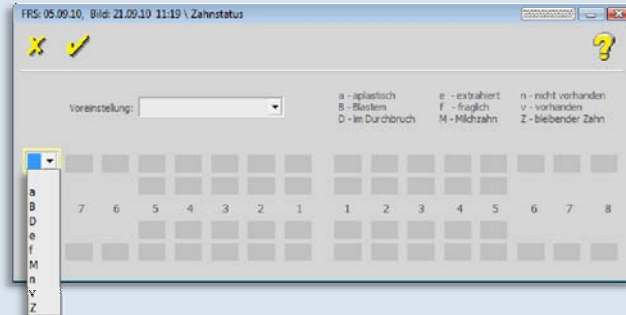 FRS: 05.09.10, Bild: 21.09.10 11:19 \ Zahnstatus
a - aplastisch e - extrahiert n - nicht vorhanden
Voreinstellung: B - Blastem f - fraglich v - vorhanden
D - im Durchbruch M - Milchzahn Z - bleibender Zahn
a
B
7 6 5 4 3 2 1 1 2 3 4 5 6 7 8
D
e
f
M
n
v
Z